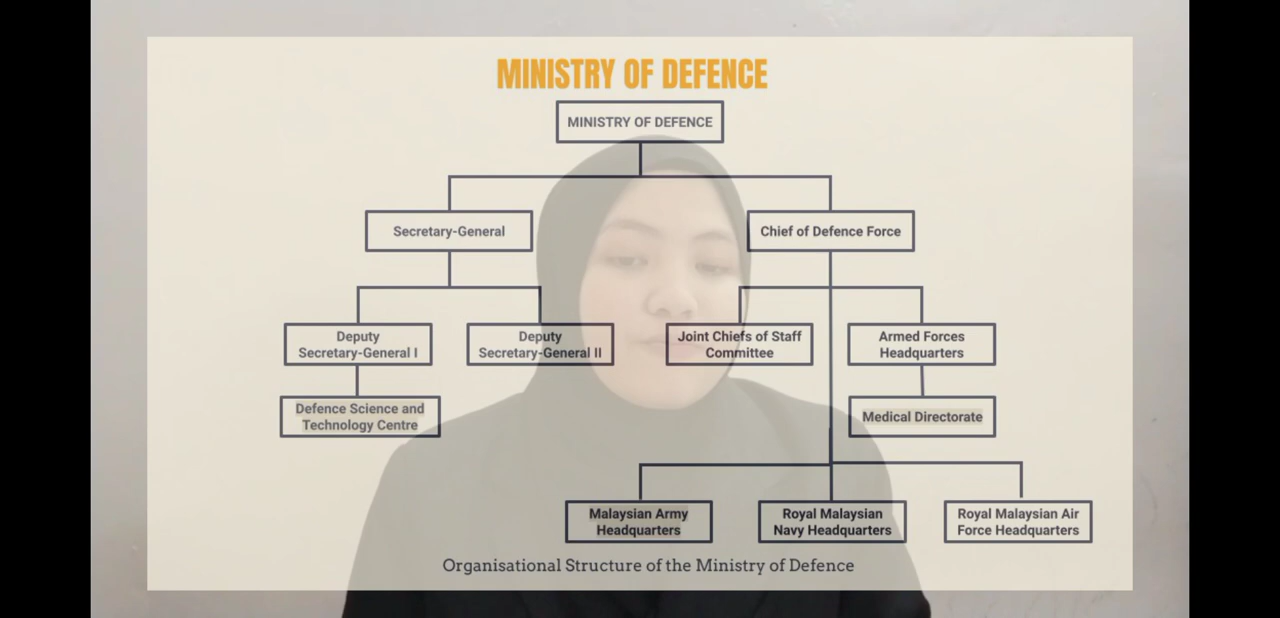 MINISTRY OF DEFENCE
MINISTRY OF DEFENCE
Secretary-General
Chief of Defence Force
Deputy
Secretary-General I
Deputy
Secretary-General II
Joint Chiefs of Staff
Committee
Armed Forces
Headquarters
Defence Science and
Technology Centre
Medical Directorate
Malaysian Army
Headquarters
Royal Malaysian
Navy Headquarters
Royal Malaysian Air
Force Headquarters
Organisational Structure of the Ministry of Defence